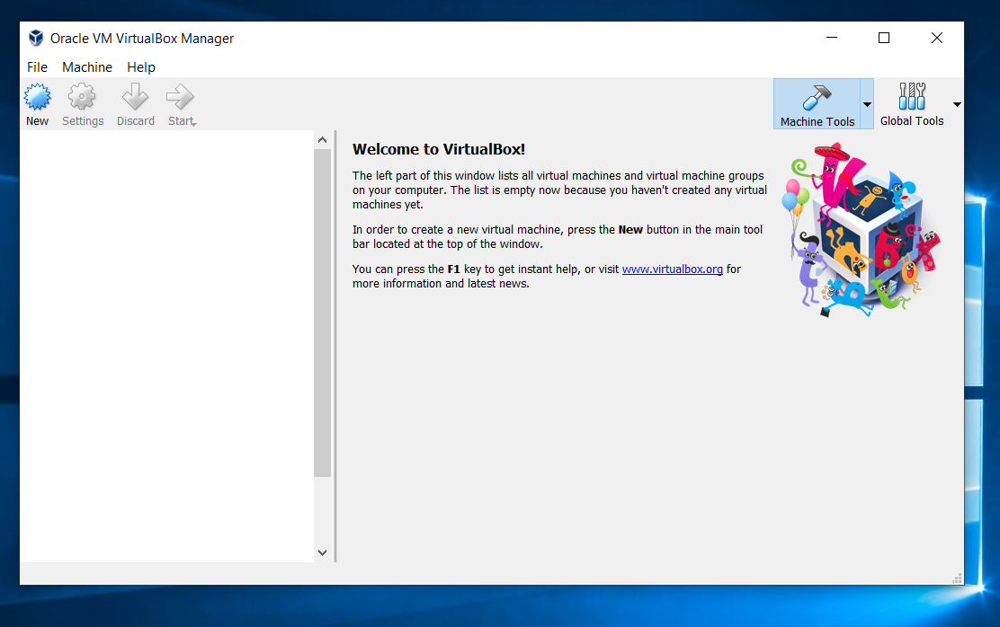 Oracle VM VirtualBox Manager
File Machine Help
New Settings Discard Start
Machine Tools Global Tools
Welcome to VirtualBox!
The left part of this window lists all virtual machines and virtual machine groups
on your computer. The list is empty now because you haven't created any virtual
machines yet.
In order to create a new virtual machine, press the New button in the main tool
bar located at the top of the window.
You can press the F1 key to get instant help, or visit www.virtualbox.org for
more information and latest news.